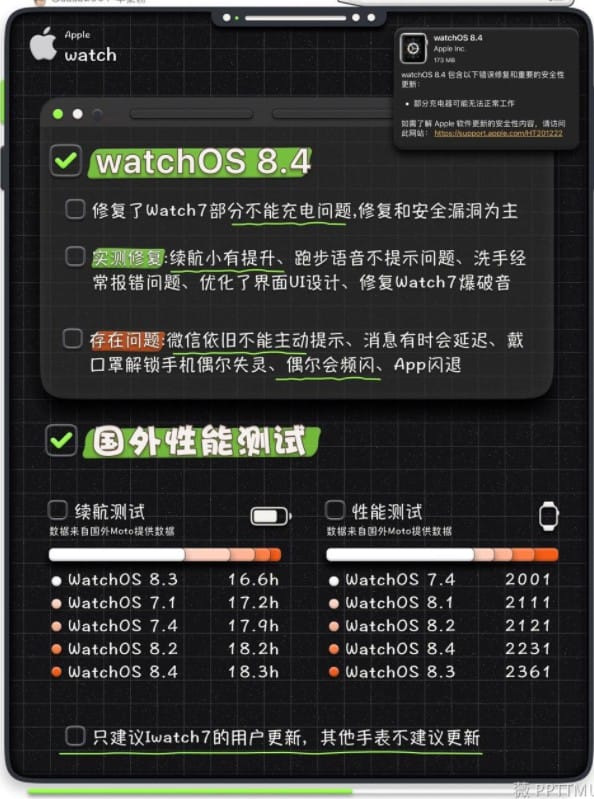 Apple
watch
watchOS 8.4
Apple Inc.
173 MB
watchOS 8.4 包含以下错误修复和重要的安全性
更新:
• 部分充电器可能无法正常工作
如需了解 Apple 软件更新的安全性内容,请访问
此网站: https://support.apple.com/HT201222
watchOS 8.4
修复了Watch7部分不能充电问题,修复和安全漏洞为主
实测修复:续航小有提升、跑步语音不提示问题、洗手经
常报错问题、优化了界面UI设计、修复Watch7爆破音
存在问题:微信依旧不能主动提示、消息有时会延迟、戴
口罩解锁手机偶尔失灵、偶尔会频闪、App闪退
国外性能测试
续航测试
数据来自国外Moto提供数据
WatchOS 8.3 16.6h
WatchOS 7.1 17.2h
WatchOS 7.4 17.9h
WatchOS 8.2 18.2h
WatchOS 8.4 18.3h
性能测试
数据来自国外Moto提供数据
WatchOS 7.4 2001
WatchOS 8.1 2111
WatchOS 8.2 2121
WatchOS 8.4 2231
WatchOS 8.3 2361
只建议Iwatch7的用户更新,其他手表不建议更新